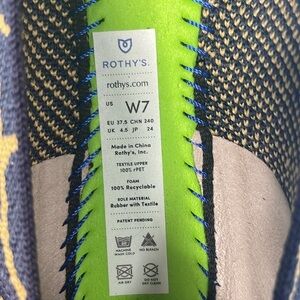 ROTHY'S.
rothys.com
US W7
EU 37.5 CHN 240
UK 4.5 JP 24
Made in China
Rothy's, Inc.
TEXTILE UPPER
100% rPET
FOAM
100% Recyclable
SOLE MATERIAL
Rubber with Textile
PATENT PENDING
MACHINE WASH COLD
NO BLEACH
AIR DRY
DO NOT DRY CLEAN